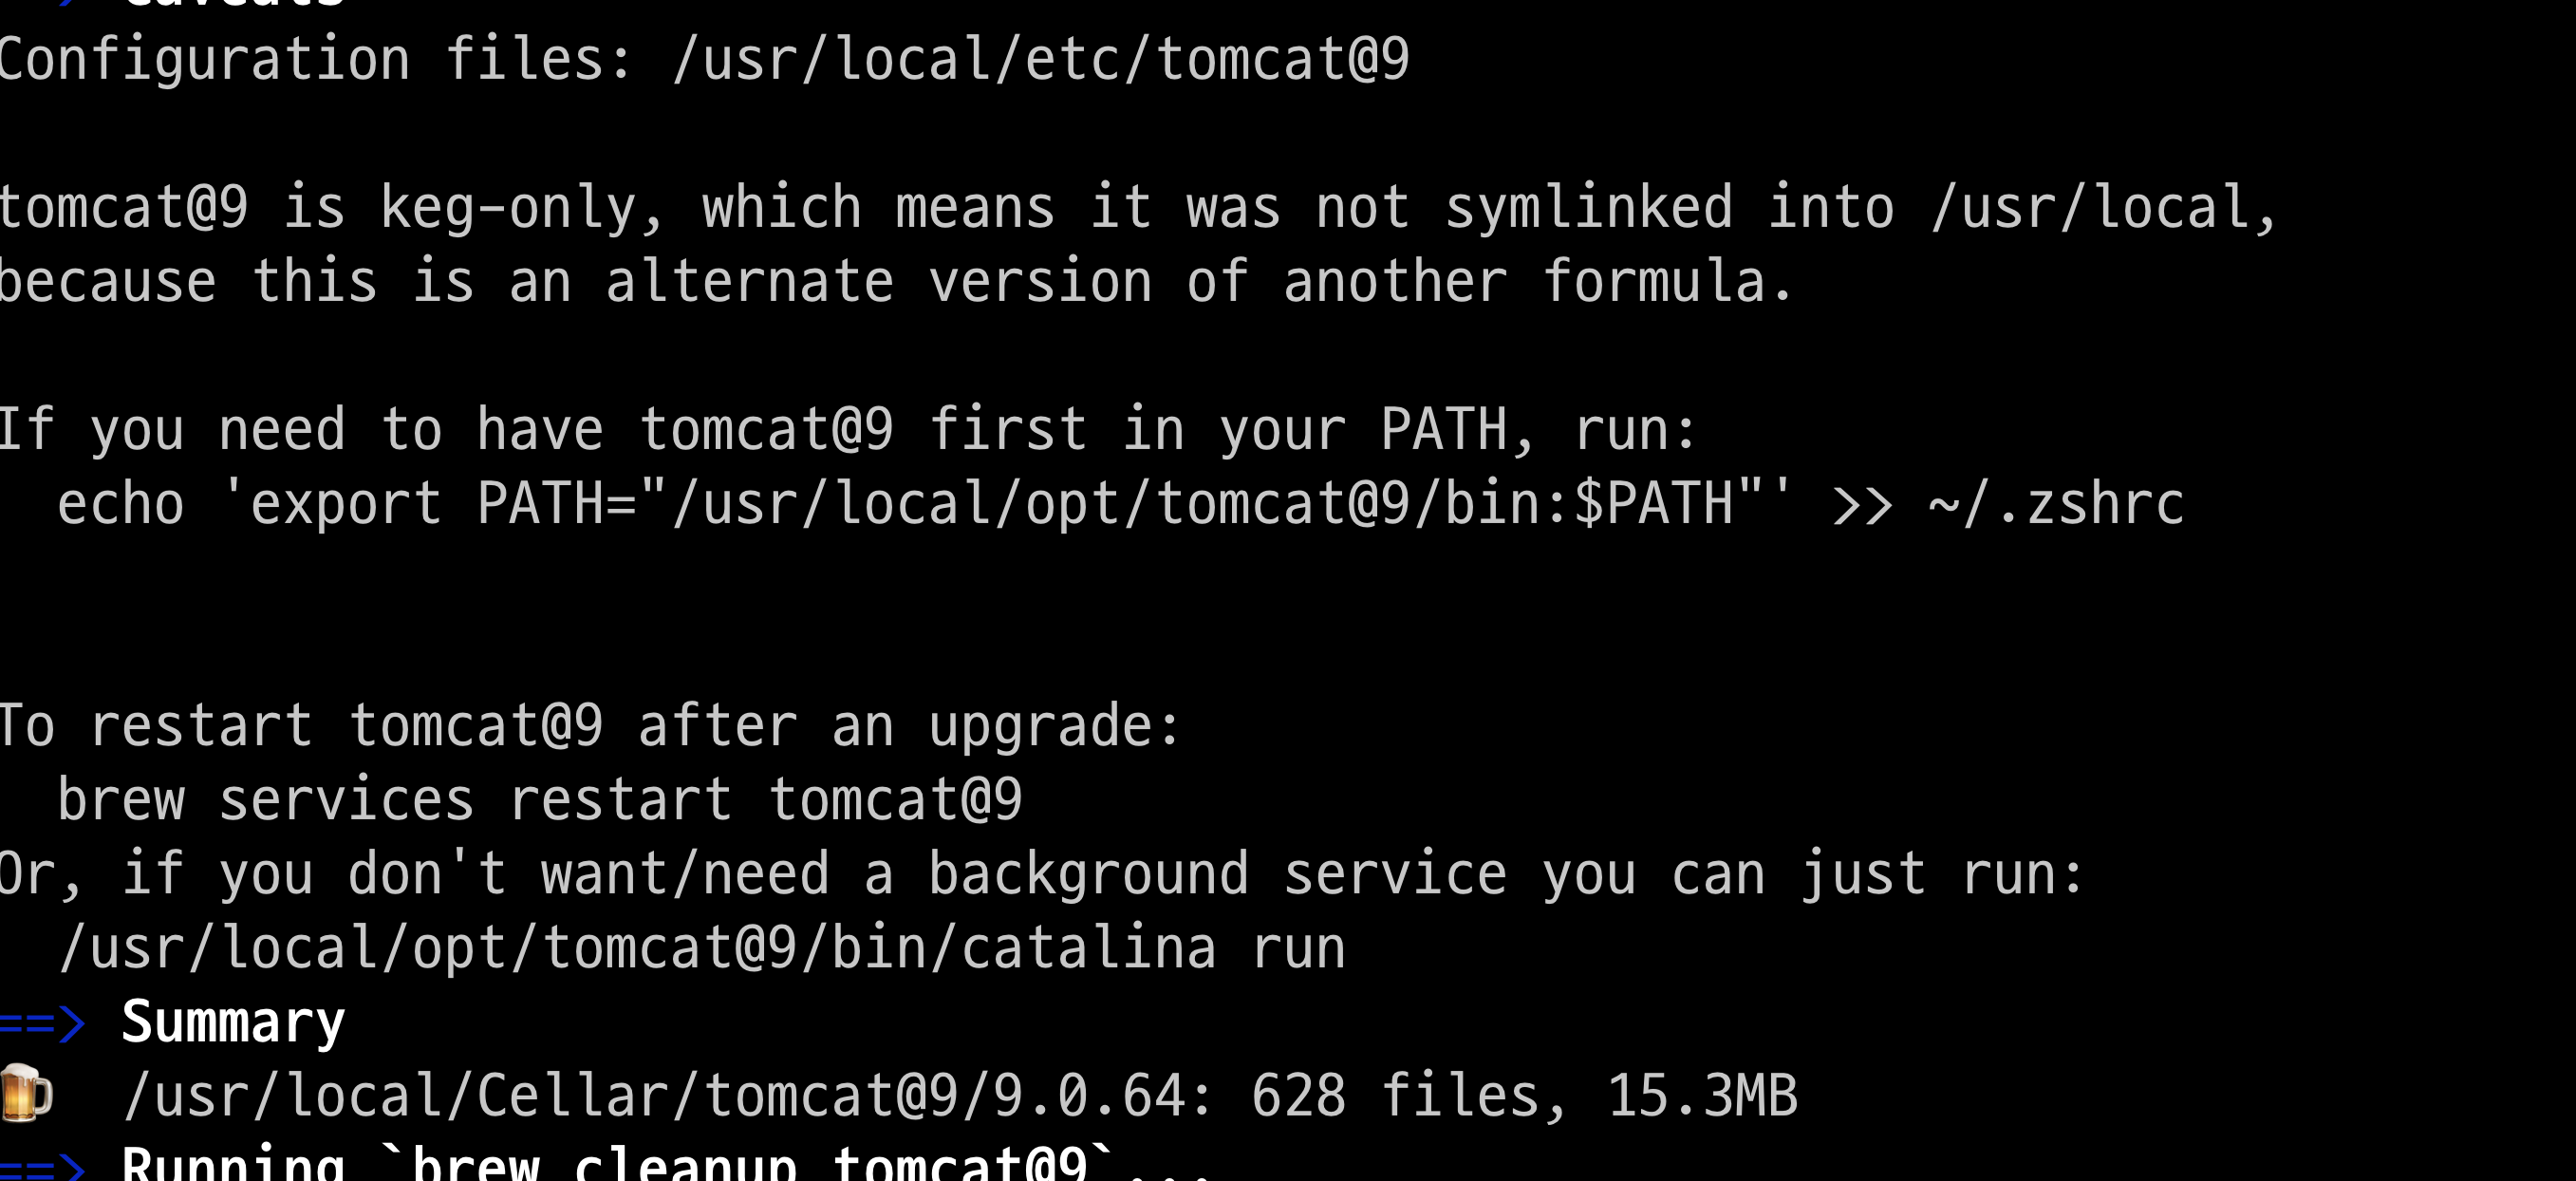 ==> Caveats
Configuration files: /usr/local/etc/tomcat@9
tomcat@9 is keg-only, which means it was not symlinked into /usr/local,
because this is an alternate version of another formula.
If you need to have tomcat@9 first in your PATH, run:
echo 'export PATH="/usr/local/opt/tomcat@9/bin:$PATH"' >> ~/.zshrc
To restart tomcat@9 after an upgrade:
brew services restart tomcat@9
Or, if you don't want/need a background service you can just run:
/usr/local/opt/tomcat@9/bin/catalina run
==> Summary
🍺 /usr/local/Cellar/tomcat@9/9.0.64: 628 files, 15.3MB
==> Running `brew cleanup tomcat@9`...